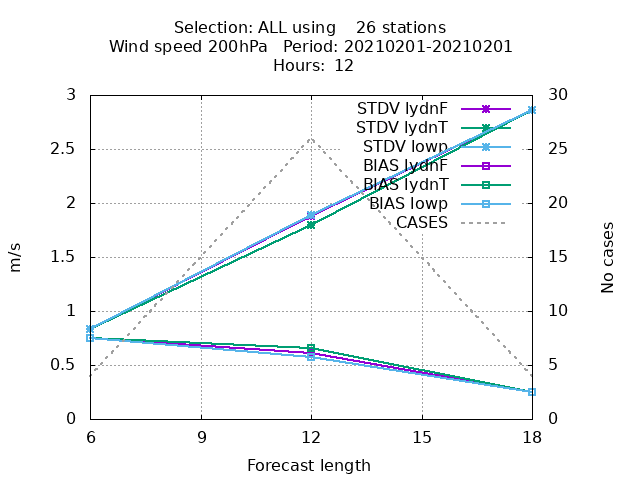 Selection: ALL using    26 stations
Wind speed 200hPa   Period: 20210201-20210201
Hours: 12
3 30
STDV lydnF
STDV lydnT
2.5 25
STDV lowp
BIAS lydnF
BIAS lydnT
2 20
BIAS lowp
CASES
1.5 15
m/s
No cases
1 10
0.5 5
0 0
6 9 12 15 18
Forecast length